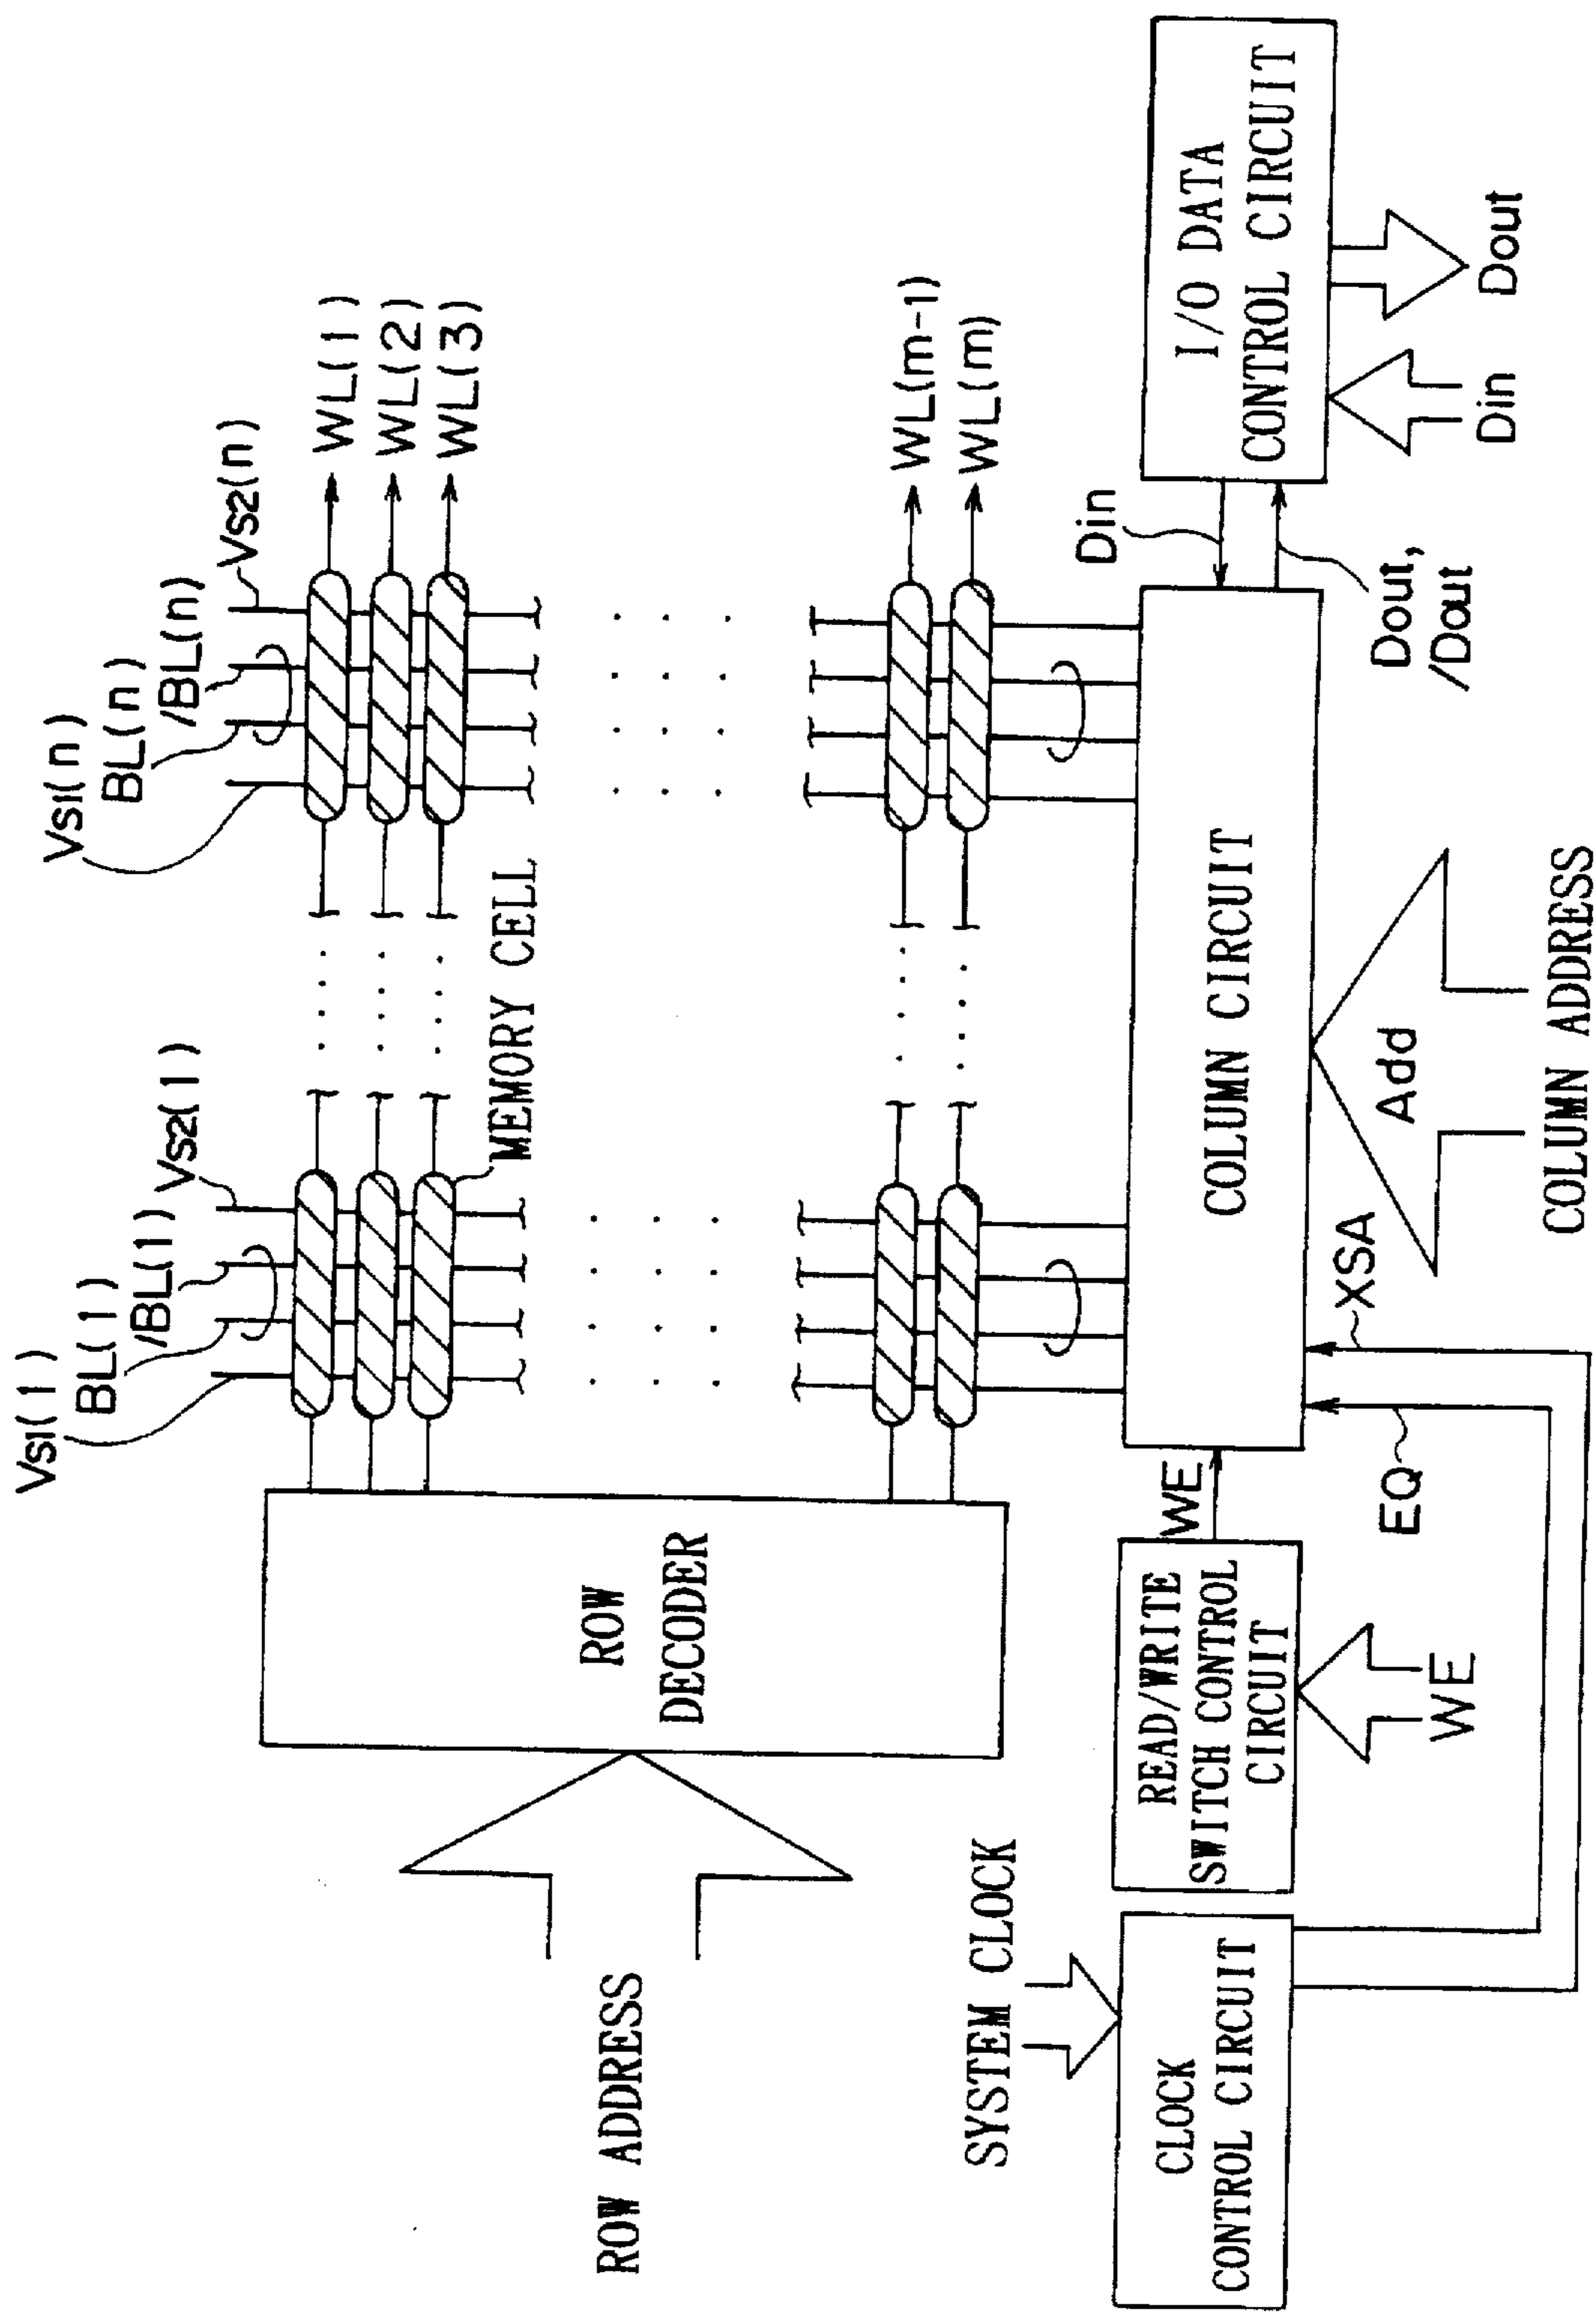 Vs1(1)
BL(1)
/BL(1)
Vs2(1)
Vs1(n)
BL(n)
/BL(n)
Vs2(n)
WL(1)
WL(2)
WL(3)
MEMORY CELL
WL(m-1)
WL(m)
ROW ADDRESS
ROW
DECODER
SYSTEM CLOCK
CLOCK
CONTROL CIRCUIT
READ/WRITE
SWITCH CONTROL
CIRCUIT
WE
WE
EQ
XSA
COLUMN CIRCUIT
Add
COLUMN ADDRESS
Din
Dout,
/Dout
I/O DATA
CONTROL CIRCUIT
Din
Dout